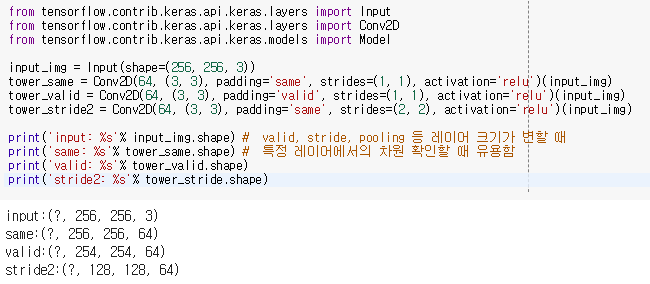 from tensorflow.contrib.keras.api.keras.layers import Input
from tensorflow.contrib.keras.api.keras.layers import Conv2D
from tensorflow.contrib.keras.api.keras.models import Model
input_img = Input(shape=(256, 256, 3))
tower_same = Conv2D(64, (3, 3), padding='same', strides=(1, 1), activation='relu')(input_img)
tower_valid = Conv2D(64, (3, 3), padding='valid', strides=(1, 1), activation='relu')(input_img)
tower_stride2 = Conv2D(64, (3, 3), padding='same', strides=(2, 2), activation='relu')(input_img)
print('input: %s'% input_img.shape) # valid, stride, pooling 등 레이어 크기가 변할 때
print('same: %s'% tower_same.shape) # 특정 레이어에서의 차원 확인할 때 유용함
print('valid: %s'% tower_valid.shape)
print('stride2: %s'% tower_stride.shape)
input:(?, 256, 256, 3)
same:(?, 256, 256, 64)
valid:(?, 254, 254, 64)
stride2:(?, 128, 128, 64)